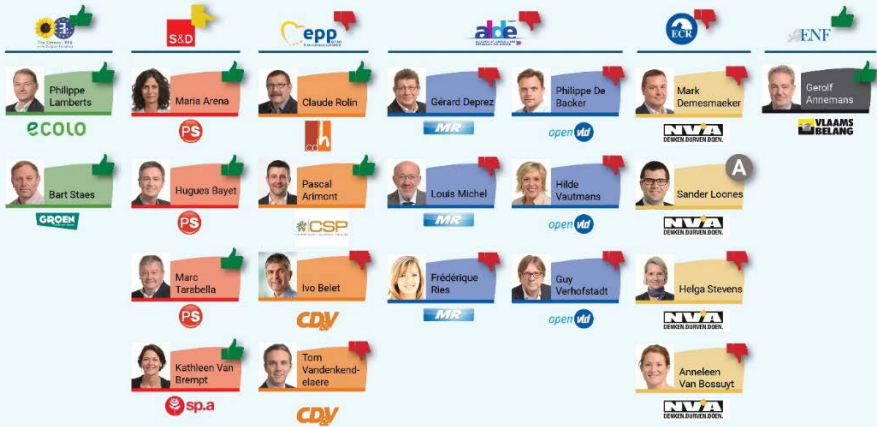 S&D
epp
alde
ECR
ENF
Philippe
Lamberts
ecolo
Maria Arena
PS
Claude Rolin
cdh
Gérard Deprez
MR
Philippe De
Backer
open vld
Mark
Demesmaeker
N-VA
DENKEN.DURVEN.DOEN.
Gerolf
Annemans
VLAAMS
BELANG
Bart Staes
GROEN
Hugues Bayet
PS
Pascal
Arimont
CSP
Louis Michel
MR
Hilde
Vautmans
open vld
A
Sander Loones
N-VA
DENKEN.DURVEN.DOEN.
Marc
Tarabella
PS
Ivo Belet
CD&V
Frédérique
Ries
MR
Guy
Verhofstadt
open vld
Helga Stevens
N-VA
DENKEN.DURVEN.DOEN.
Kathleen Van
Brempt
sp.a
Tom
Vandenkend-
elaere
CD&V
Anneleen
Van Bossuyt
N-VA
DENKEN.DURVEN.DOEN.